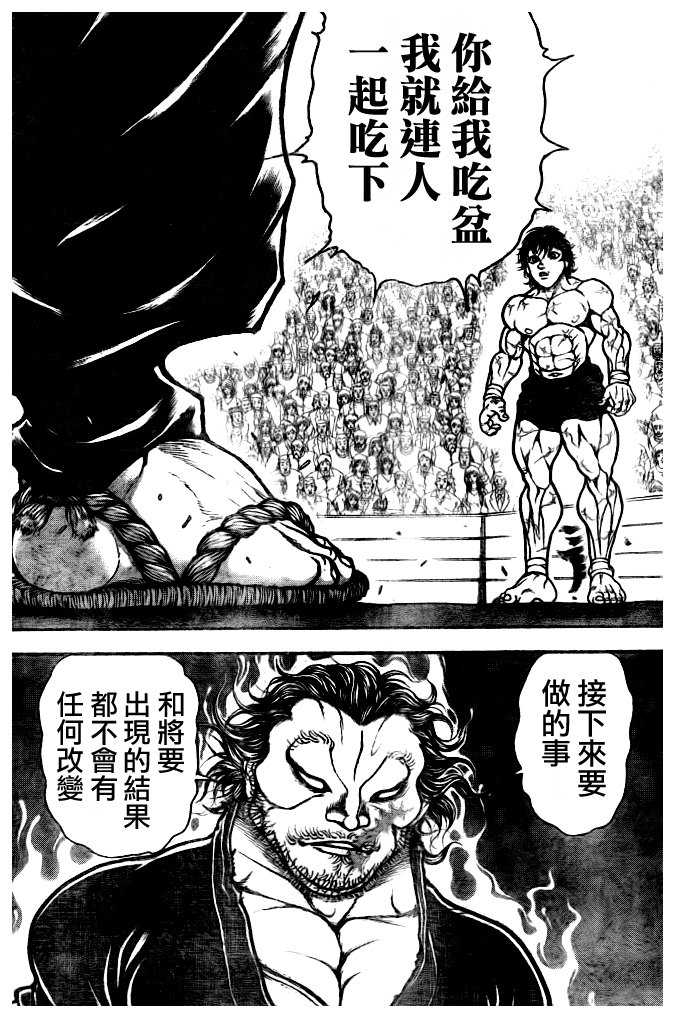 你給我吃盆
我就連人
一起吃下
接下來要
做的事
和將要
出現的結果
都不會有
任何改變